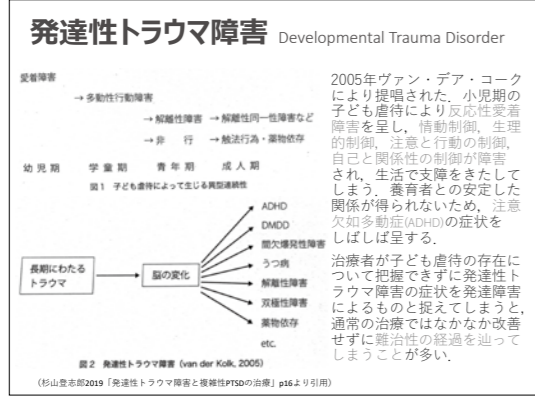 発達性トラウマ障害 Developmental Trauma Disorder
愛着障害
→多動性行動障害
→解離性障害 →解離性同一性障害など
→非 行 →触法行為・薬物依存
幼児期 学童期 青年期 成人期
図1 子ども虐待によって生じる異型連続性
長期にわたる
トラウマ
脳の変化
ADHD
DMDD
間欠爆発性障害
うつ病
解離性障害
双極性障害
薬物依存
etc.
図2 発達性トラウマ障害(van der Kolk, 2005)
(杉山登志郎2019「発達性トラウマ障害と複雑性PTSDの治療」p16より引用)
2005年ヴァン・デア・コーク
により提唱された.小児期の
子ども虐待により反応性愛着
障害を呈し,情動制御,生理
的制御,注意と行動の制御,
自己と関係性の制御が障害
され,生活で支障をきたして
しまう.養育者との安定した
関係が得られないため,注意
欠如多動症(ADHD)の症状を
しばしば呈する.
治療者が子ども虐待の存在に
ついて把握できずに発達性ト
ラウマ障害の症状を発達障害
によるものと捉えてしまうと,
通常の治療ではなかなか改善
せずに難治性の経過を辿って
しまうことが多い.